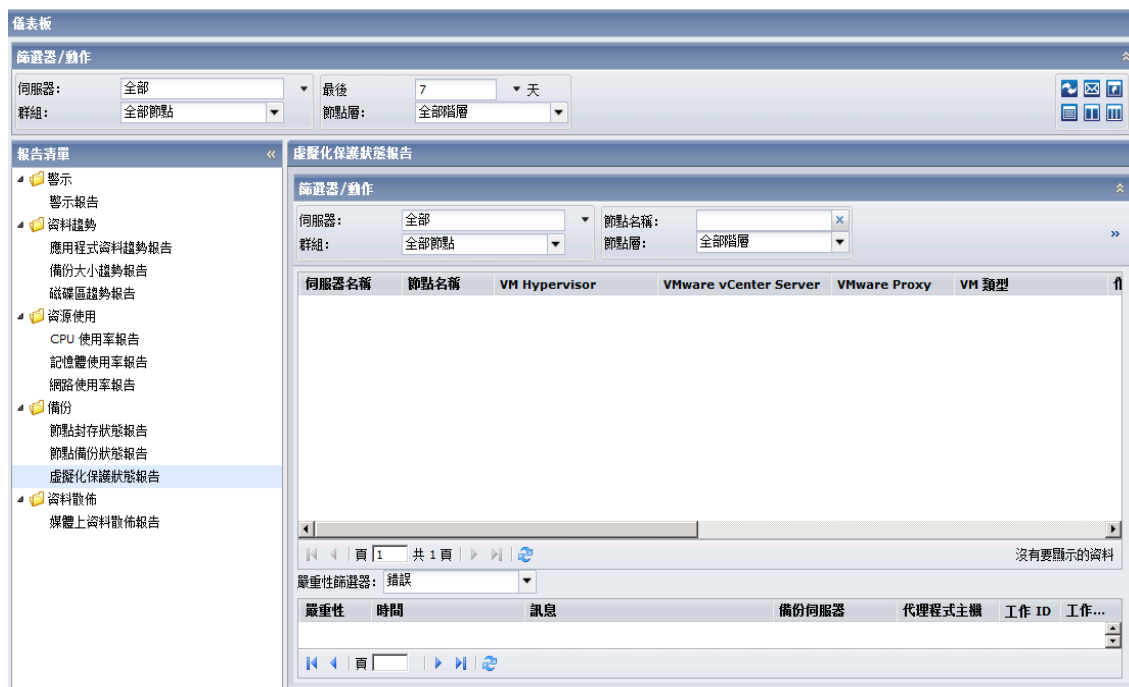 儀表板
篩選器/動作
伺服器: 全部 最後 7 天
群組: 全部節點 節點層: 全部階層
報告清單
警示
警示報告
資料趨勢
應用程式資料趨勢報告
備份大小趨勢報告
磁碟區趨勢報告
資源使用
CPU 使用率報告
記憶體使用率報告
網路使用率報告
備份
節點封存狀態報告
節點備份狀態報告
虛擬化保護狀態報告
資料散佈
媒體上資料散佈報告
虛擬化保護狀態報告
篩選器/動作
伺服器: 全部 節點名稱:
群組: 全部節點 節點層: 全部階層
伺服器名稱 節點名稱 VM Hypervisor VMware vCenter Server VMware Proxy VM 類型
頁 1 共 1 頁 沒有要顯示的資料
嚴重性篩選器: 錯誤
嚴重性 時間 訊息 備份伺服器 代理程式主機 工作 ID 工作...
頁